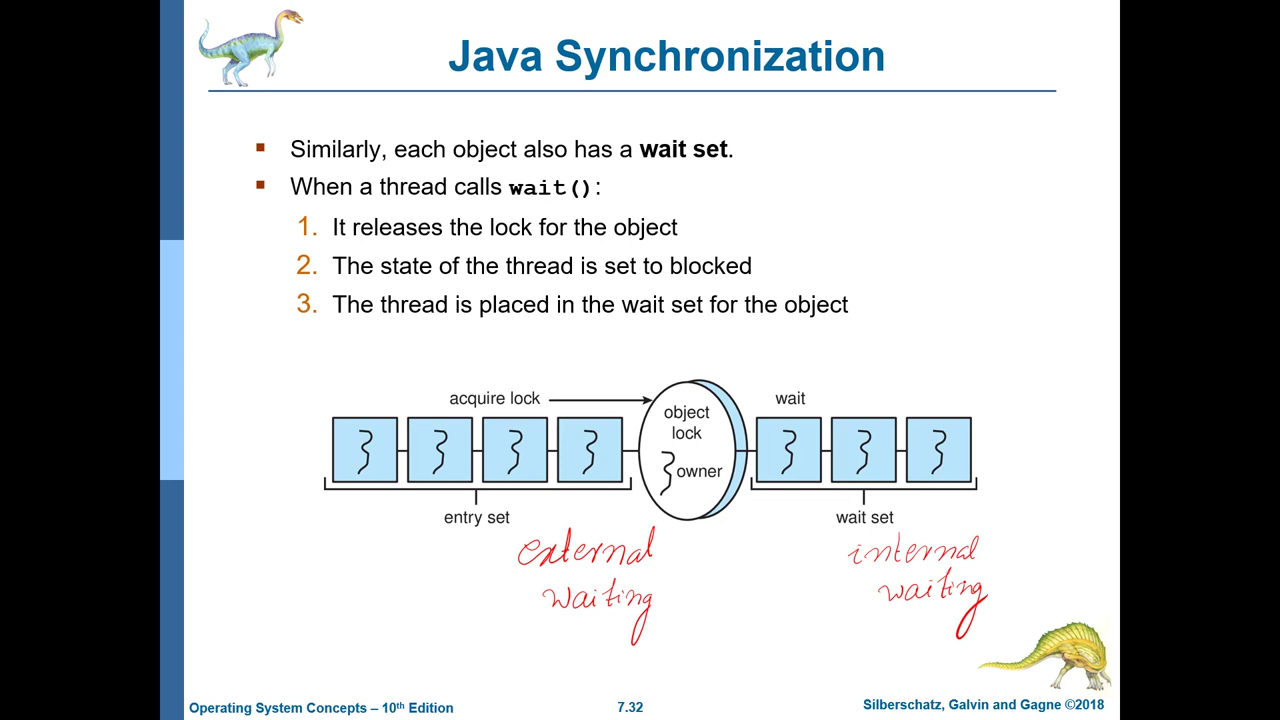 Java Synchronization
▪ Similarly, each object also has a wait set.
▪ When a thread calls wait():
1. It releases the lock for the object
2. The state of the thread is set to blocked
3. The thread is placed in the wait set for the object
acquire lock
object
lock
owner
wait
entry set
wait set
external
waiting
internal
waiting
Operating System Concepts – 10th Edition
7.32
Silberschatz, Galvin and Gagne ©2018